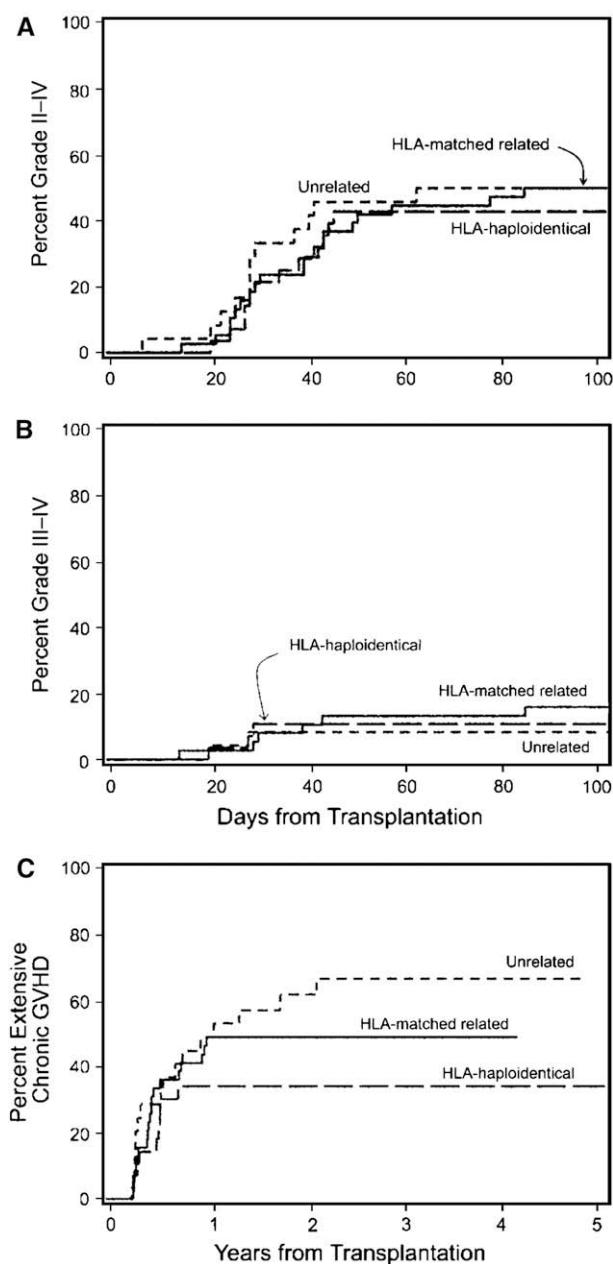 A
Percent Grade II–IV
100
80
60
40
20
0
HLA-matched related
Unrelated
HLA-haploidentical
0 20 40 60 80 100
B
Percent Grade III–IV
100
80
60
40
20
0
HLA-haploidentical
HLA-matched related
Unrelated
0 20 40 60 80 100
Days from Transplantation
C
Percent Extensive
Chronic GVHD
100
80
60
40
20
0
Unrelated
HLA-matched related
HLA-haploidentical
0 1 2 3 4 5
Years from Transplantation